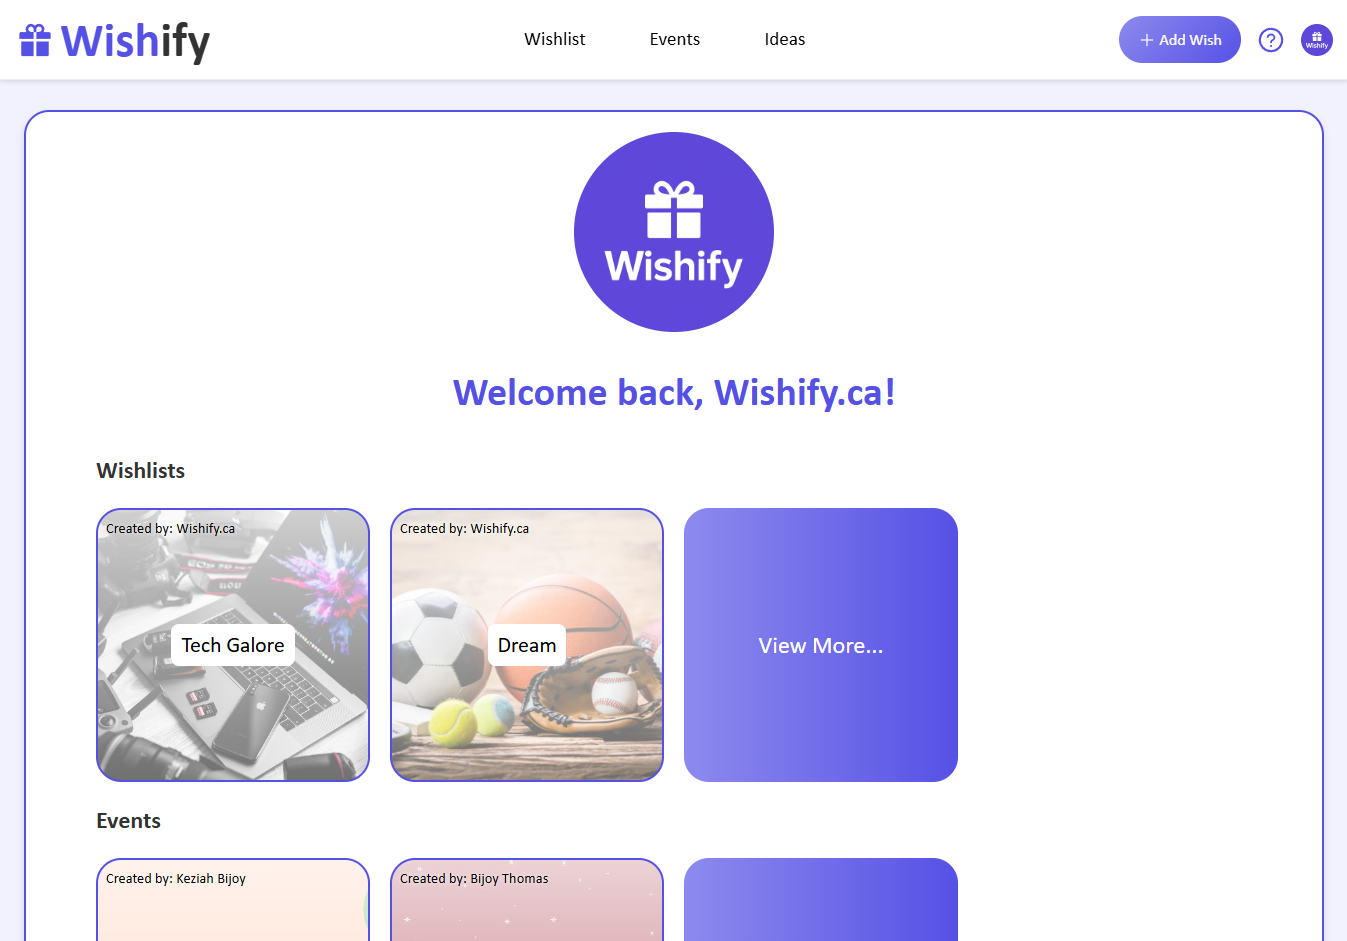 Wishify
Wishlist
Events
Ideas
+ Add Wish
?
Wishify
Wishify
Welcome back, Wishify.ca!
Wishlists
Created by: Wishify.ca
Tech Galore
Created by: Wishify.ca
Dream
View More...
Events
Created by: Keziah Bijoy
Created by: Bijoy Thomas